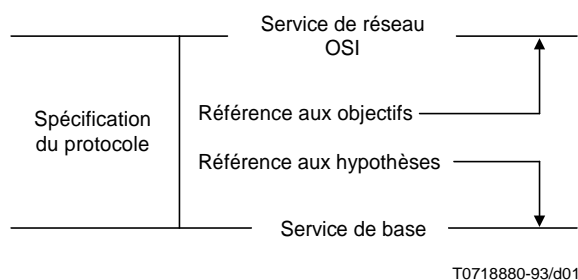 Service de réseau
OSI
Spécification
du protocole
Référence aux objectifs
Référence aux hypothèses
Service de base
T0718880-93/d01